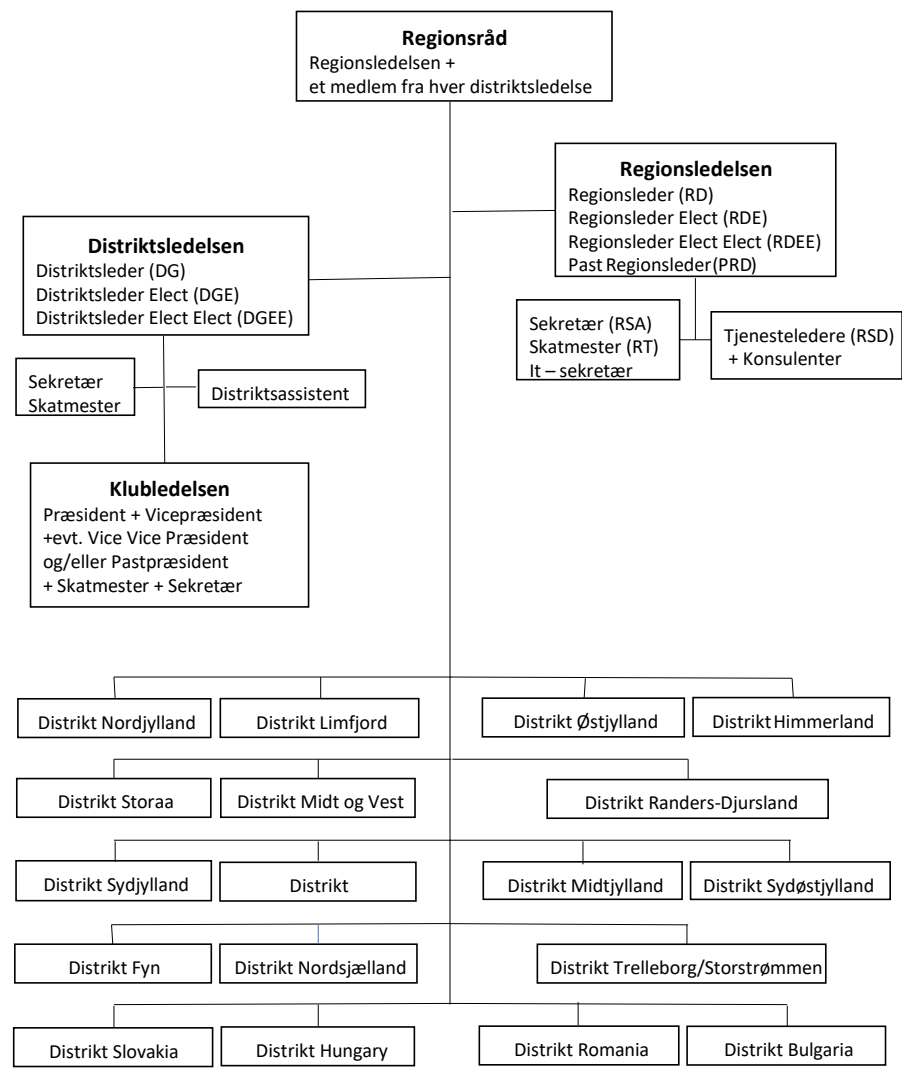 Regionsråd
Regionsledelsen +
et medlem fra hver distriktsledelse
Regionsledelsen
Regionsleder (RD)
Regionsleder Elect (RDE)
Regionsleder Elect Elect (RDEE)
Past Regionsleder (PRD)
Distriktsledelsen
Distriktsleder (DG)
Distriktsleder Elect (DGE)
Distriktsleder Elect Elect (DGEE)
Sekretær (RSA)
Skatmester (RT)
It – sekretær
Tjenesteledere (RSD)
+ Konsulenter
Sekretær
Skatmester
Distriktsassistent
Klubledelsen
Præsident + Vicepræsident
+evt. Vice Vice Præsident
og/eller Pastpræsident
+ Skatmester + Sekretær
Distrikt Nordjylland
Distrikt Limfjord
Distrikt Østjylland
Distrikt Himmerland
Distrikt Storaa
Distrikt Midt og Vest
Distrikt Randers-Djursland
Distrikt Sydjylland
Distrikt
Distrikt Midtjylland
Distrikt Sydøstjylland
Distrikt Fyn
Distrikt Nordsjælland
Distrikt Trelleborg/Storstrømmen
Distrikt Slovakia
Distrikt Hungary
Distrikt Romania
Distrikt Bulgaria